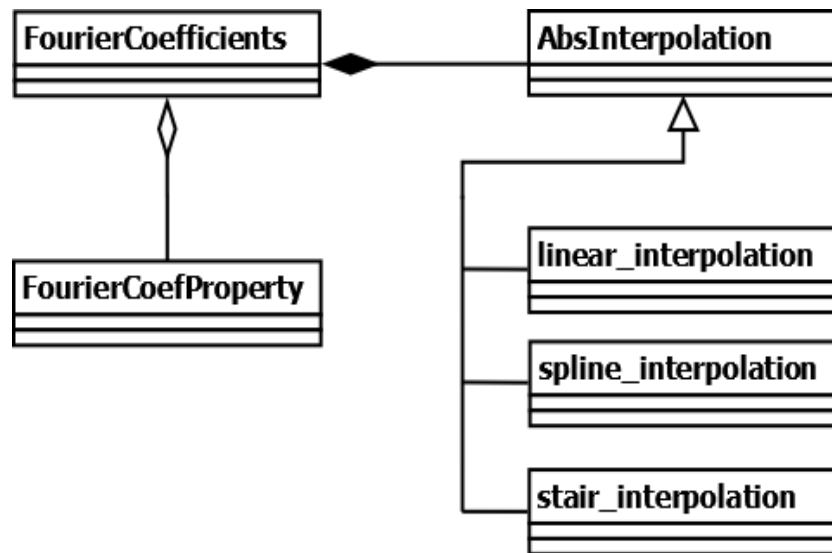 FourierCoefficients
AbsInterpolation
FourierCoefProperty
linear_interpolation
spline_interpolation
stair_interpolation